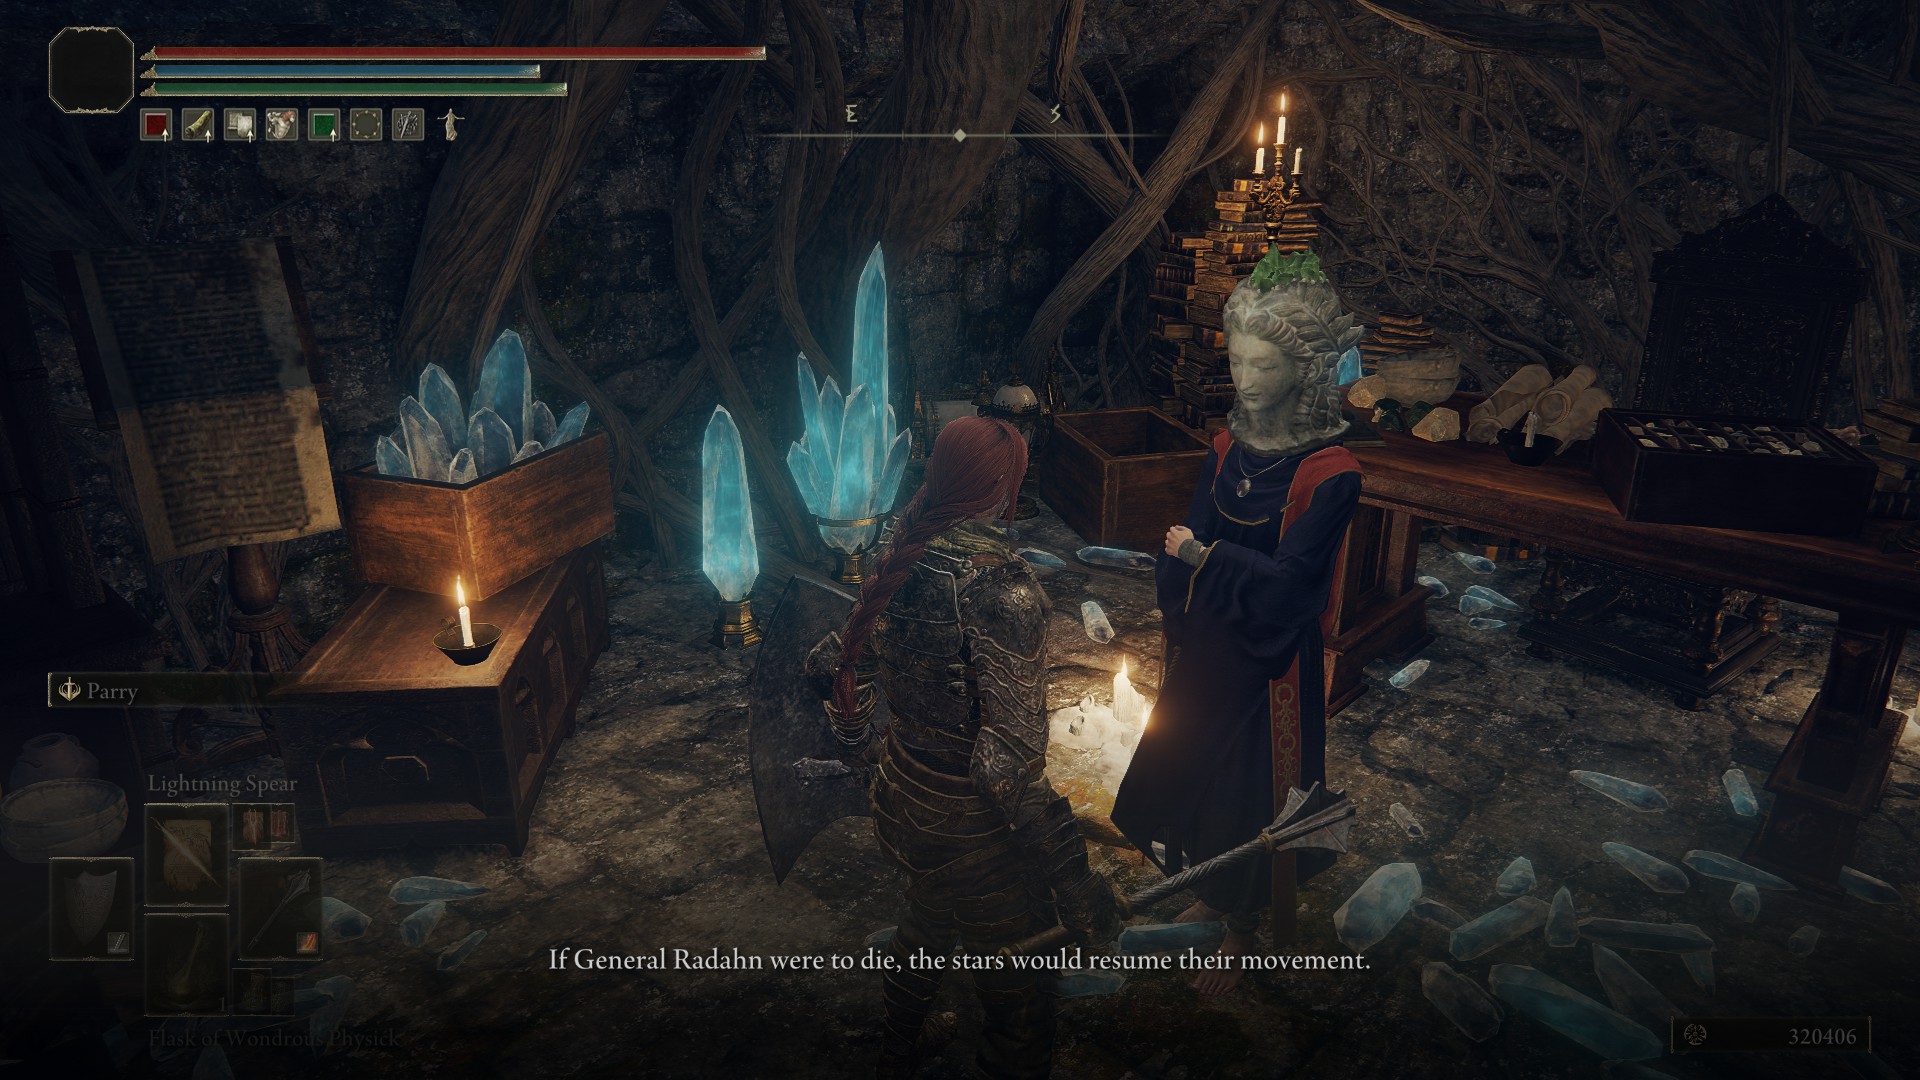 E
S
Parry
Lightning Spear
1
Flask of Wondrous Physick
If General Radahn were to die, the stars would resume their movement.
320406